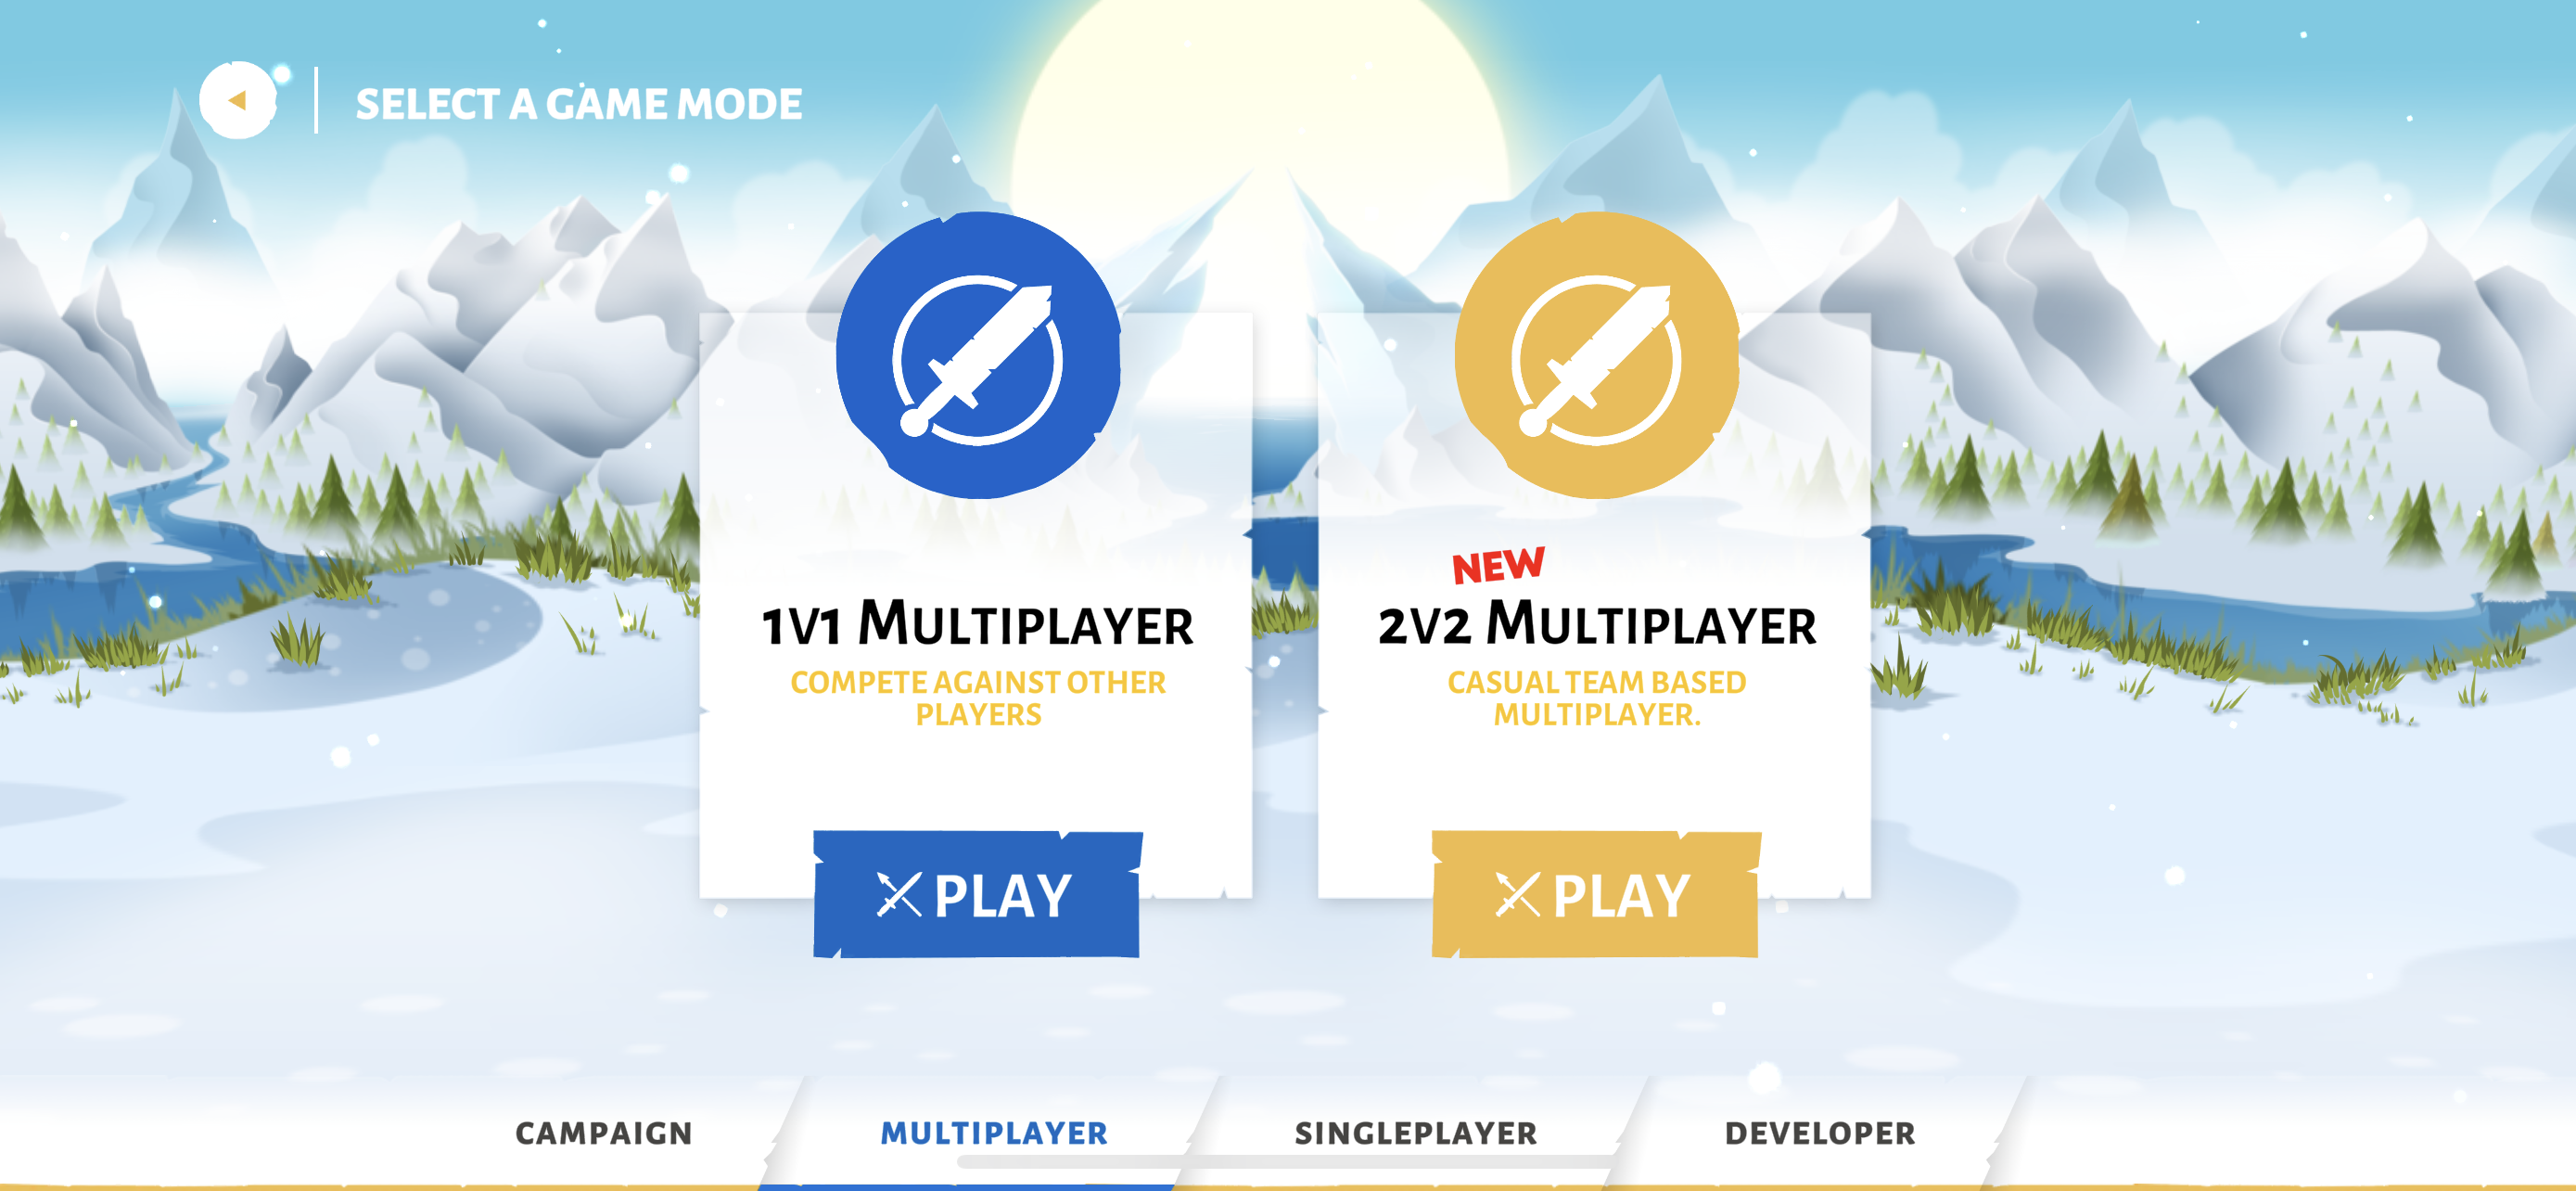 SELECT A GAME MODE
1V1 MULTIPLAYER
COMPETE AGAINST OTHER
PLAYERS
PLAY
NEW
2V2 MULTIPLAYER
CASUAL TEAM BASED
MULTIPLAYER.
PLAY
CAMPAIGN
MULTIPLAYER
SINGLEPLAYER
DEVELOPER